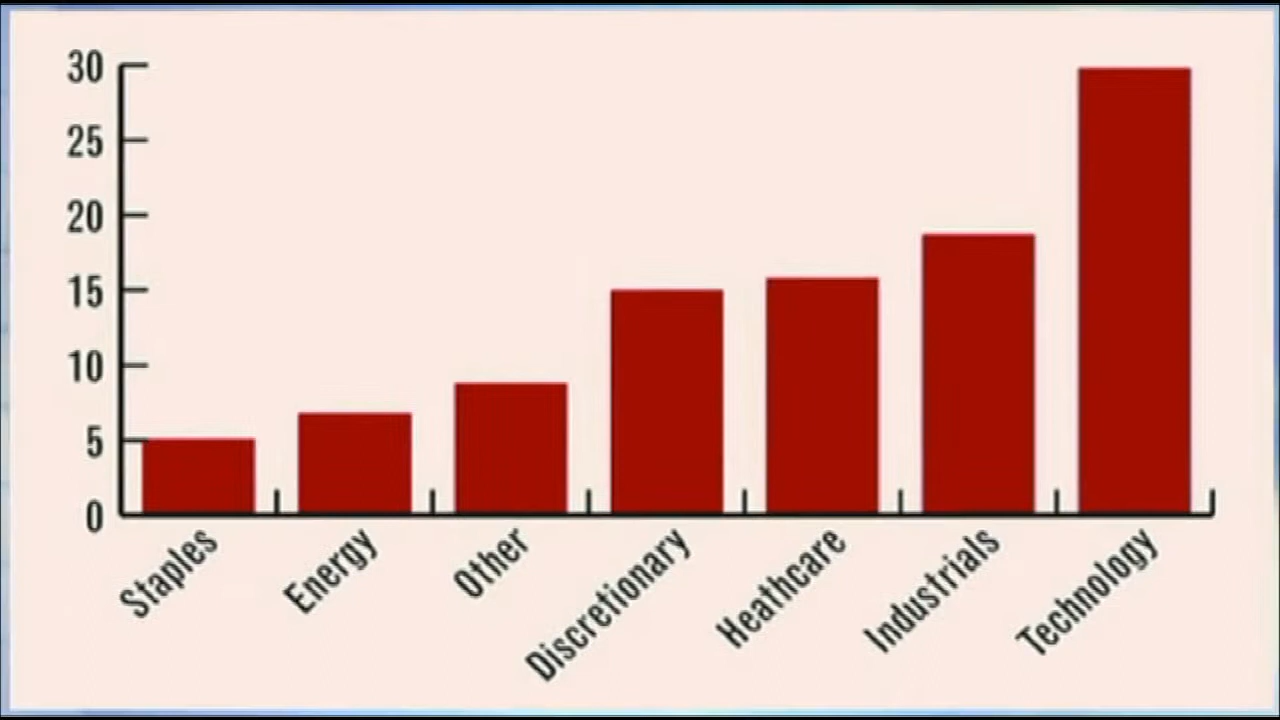 30
25
20
15
10
5
0
Staples
Energy
Other
Discretionary
Heathcare
Industrials
Technology